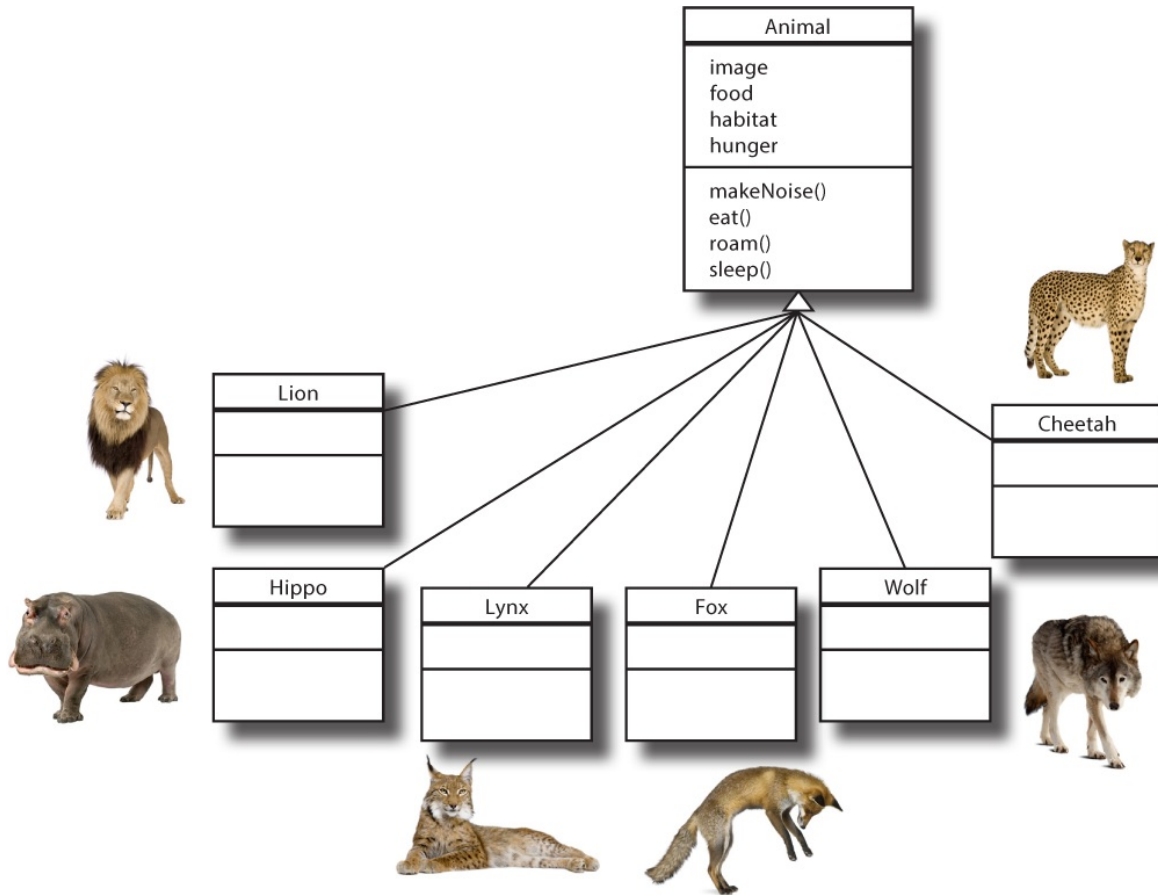 Animal
image
food
habitat
hunger
makeNoise()
eat()
roam()
sleep()
Lion
Cheetah
Hippo
Lynx
Fox
Wolf